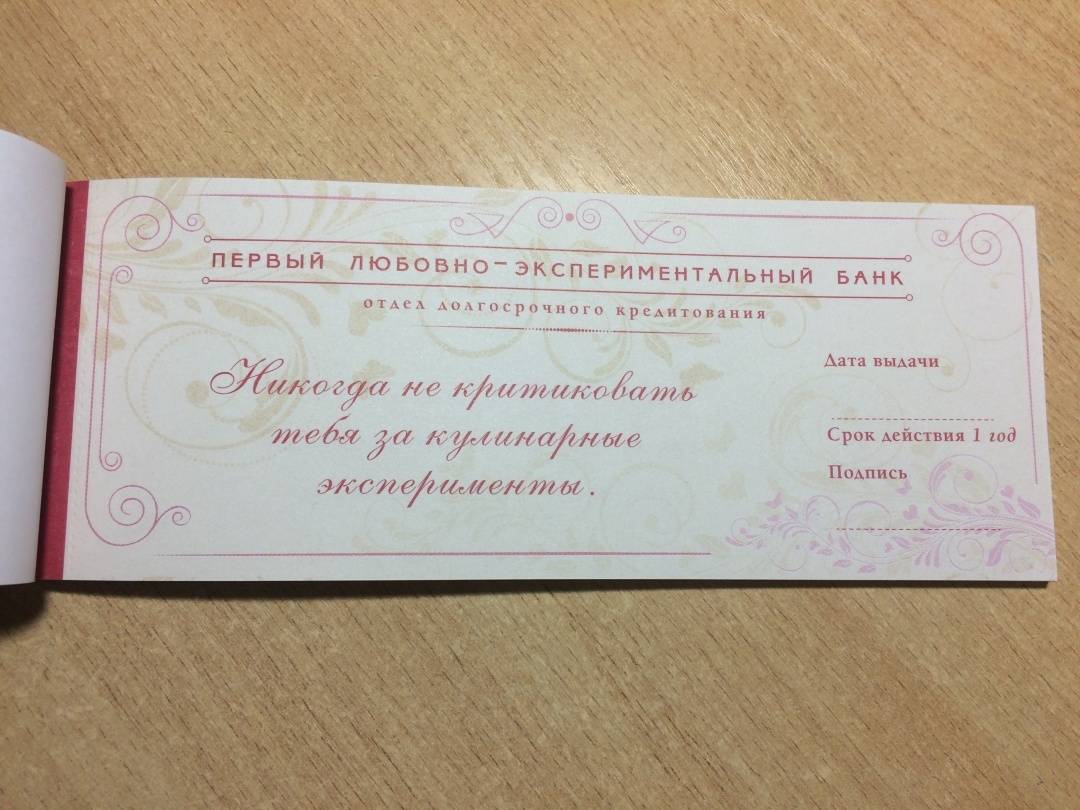 ПЕРВЫЙ ЛЮБОВНО-ЭКСПЕРИМЕНТАЛЬНЫЙ БАНК
отдел долгосрочного кредитования
Никогда не критиковать
тебя за кулинарные
эксперименты.
Дата выдачи
Срок действия 1 год
Подпись